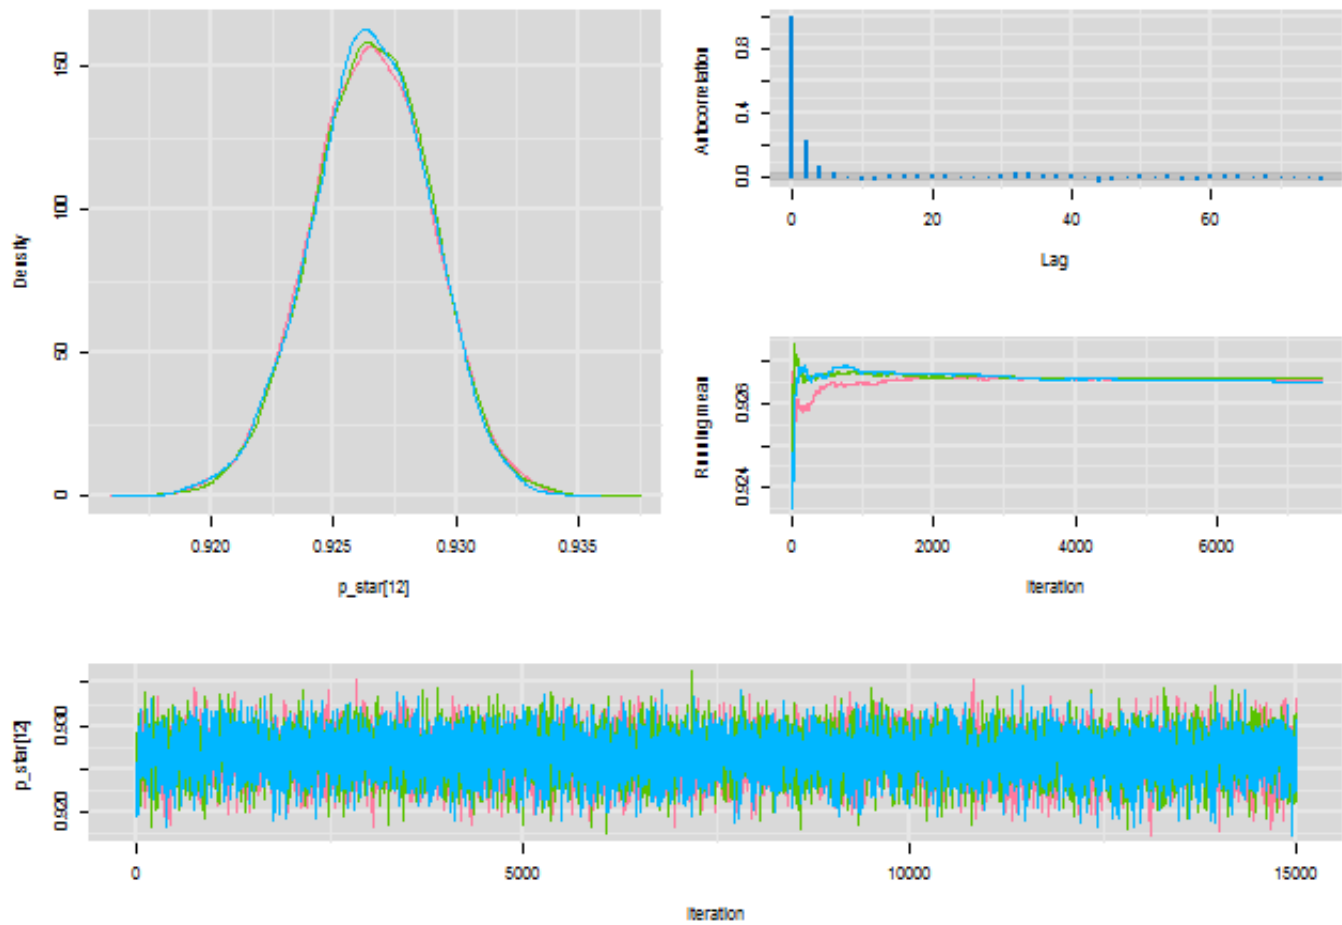 150
100
50
0
Density
0.920 0.925 0.930 0.935
p_star[12]
0.8
0.4
0.0
Autocorrelation
0 20 40 60
Lag
0.926
0.924
Running mean
0 2000 4000 6000
Iteration
0.930
0.920
p_star[12]
0 5000 10000 15000
Iteration